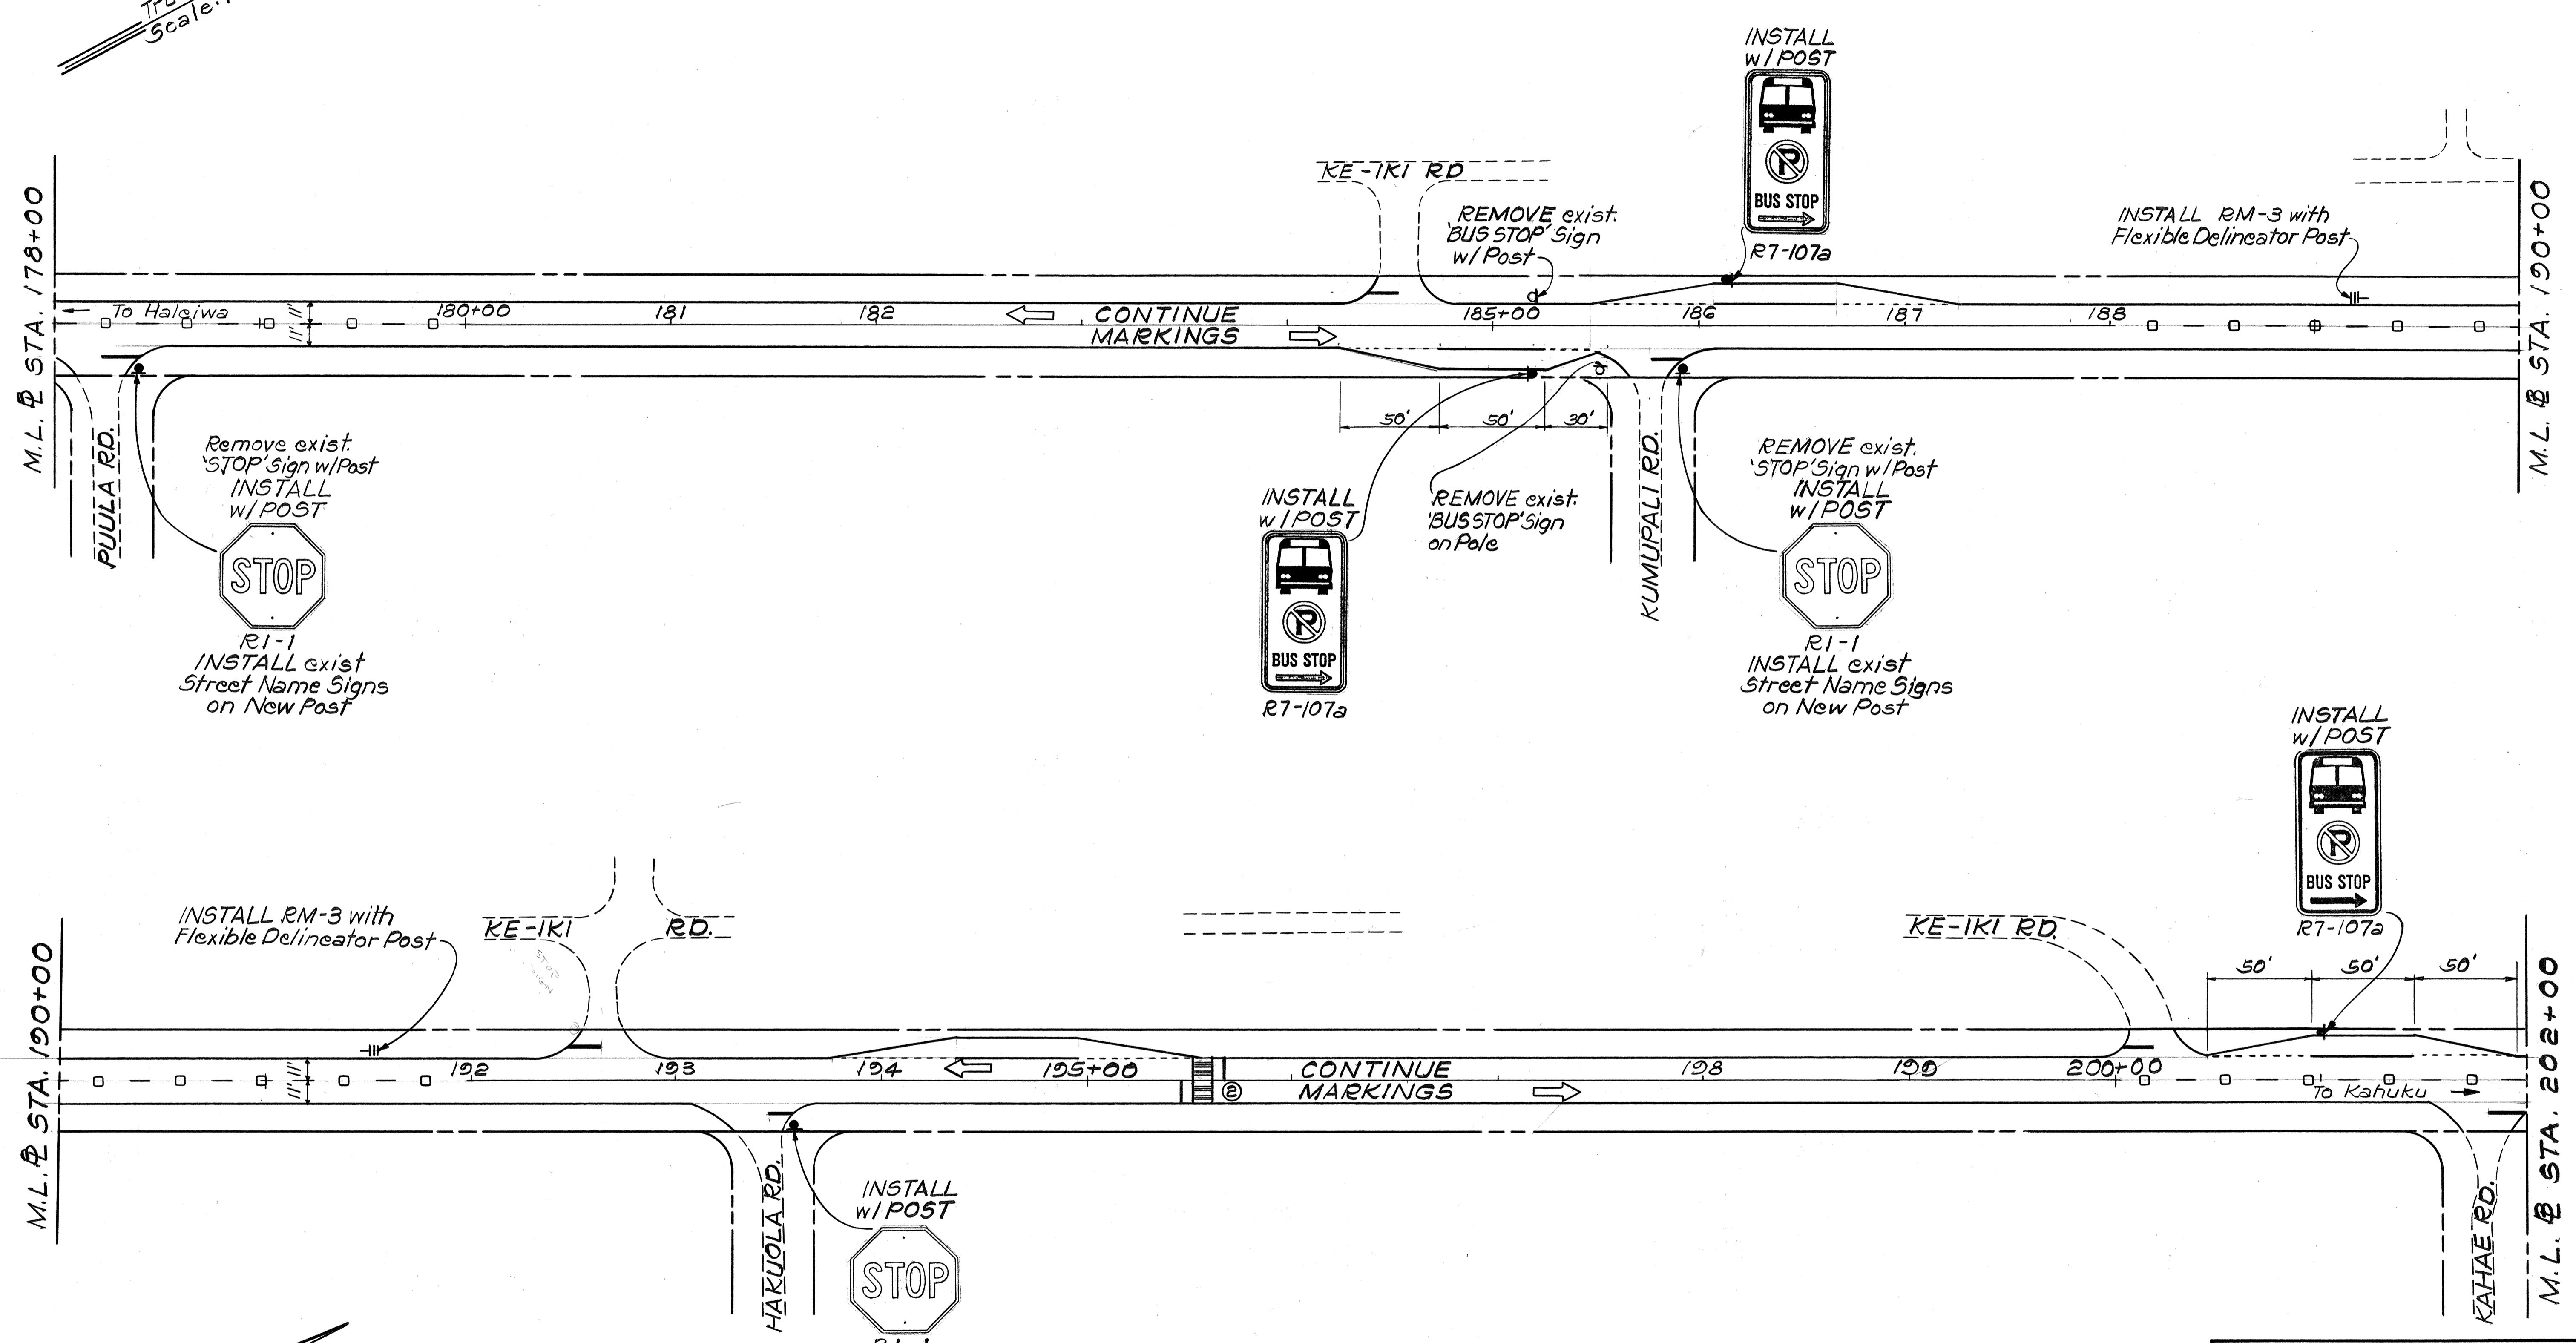 Scale:
INSTALL
w/POST
BUS STOP
R7-107a
KE-IKI RD
REMOVE exist.
'BUS STOP' Sign
w/Post
INSTALL RM-3 with
Flexible Delineator Post
M.L. STA. 178+00
To Haleiwa
11'
11'
180+00
181
182
CONTINUE
MARKINGS
185+00
186
187
188
M.L. STA. 190+00
50'
50'
30'
PUULA RD.
Remove exist.
'STOP' Sign w/Post
INSTALL
w/POST
STOP
R1-1
INSTALL exist
Street Name Signs
on New Post
INSTALL
w/POST
BUS STOP
R7-107a
REMOVE exist.
'BUS STOP' Sign
on Pole
KUMUPALI RD.
REMOVE exist.
'STOP' Sign w/Post
INSTALL
w/POST
STOP
R1-1
INSTALL exist
Street Name Signs
on New Post
INSTALL
w/POST
BUS STOP
R7-107a
INSTALL RM-3 with
Flexible Delineator Post
KE-IKI RD.
STOP
KE-IKI RD.
50'
50'
50'
M.L. STA. 190+00
11'
11'
192
193
194
195+00
CONTINUE
MARKINGS
2
198
199
200+00
To Kahuku
M.L. STA. 202+00
HAKUOLA RD.
INSTALL
w/POST
STOP
KAHAE RD.